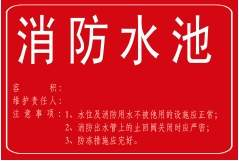 消防水池
容　　积：
维护责任人：
注意事项：1、水位及消防用水不被他用的设施应正常；
2、消防出水管上的止回阀关闭时应严密；
3、防冻措施应完好。